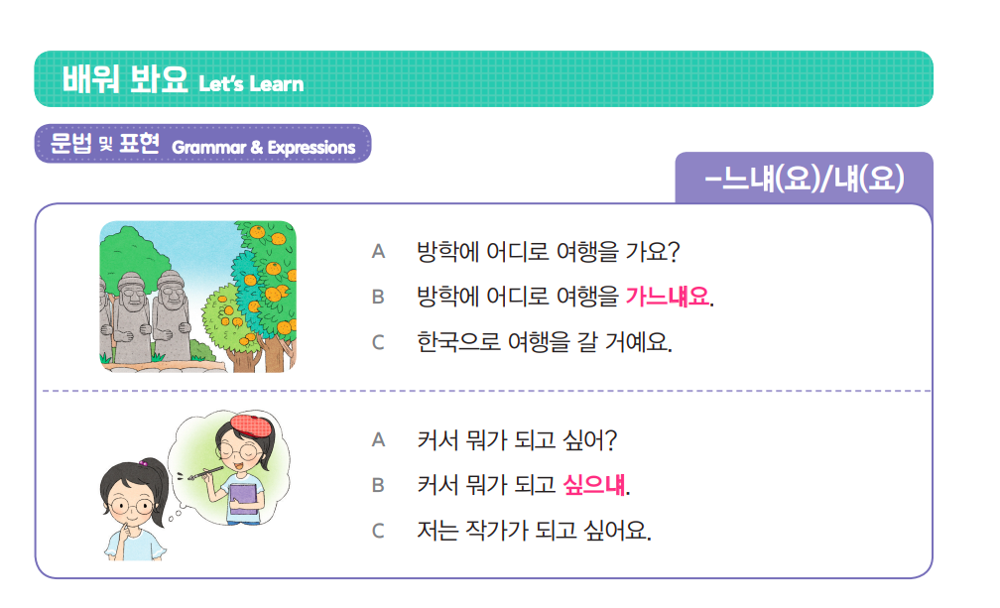 배워 봐요 Let's Learn
문법 및 표현 Grammar & Expressions
–느냬(요)/냬(요)
A 방학에 어디로 여행을 가요?
B 방학에 어디로 여행을 가느냬요.
C 한국으로 여행을 갈 거예요.
A 커서 뭐가 되고 싶어?
B 커서 뭐가 되고 싶으냬.
C 저는 작가가 되고 싶어요.